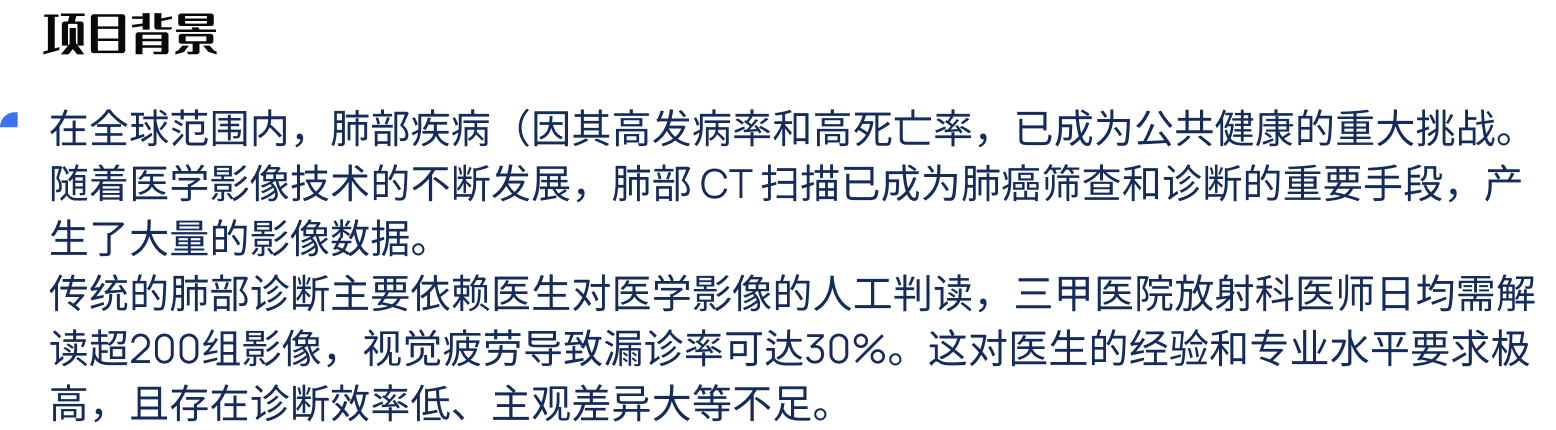 项目背景
在全球范围内，肺部疾病（因其高发病率和高死亡率，已成为公共健康的重大挑战。
随着医学影像技术的不断发展，肺部 CT 扫描已成为肺癌筛查和诊断的重要手段，产
生了大量的影像数据。
传统的肺部诊断主要依赖医生对医学影像的人工判读，三甲医院放射科医师日均需解
读超200组影像，视觉疲劳导致漏诊率可达30%。这对医生的经验和专业水平要求极
高，且存在诊断效率低、主观差异大等不足。